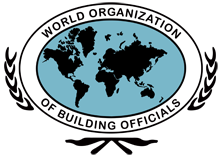 WORLD ORGANIZATION
OF BUILDING OFFICIALS